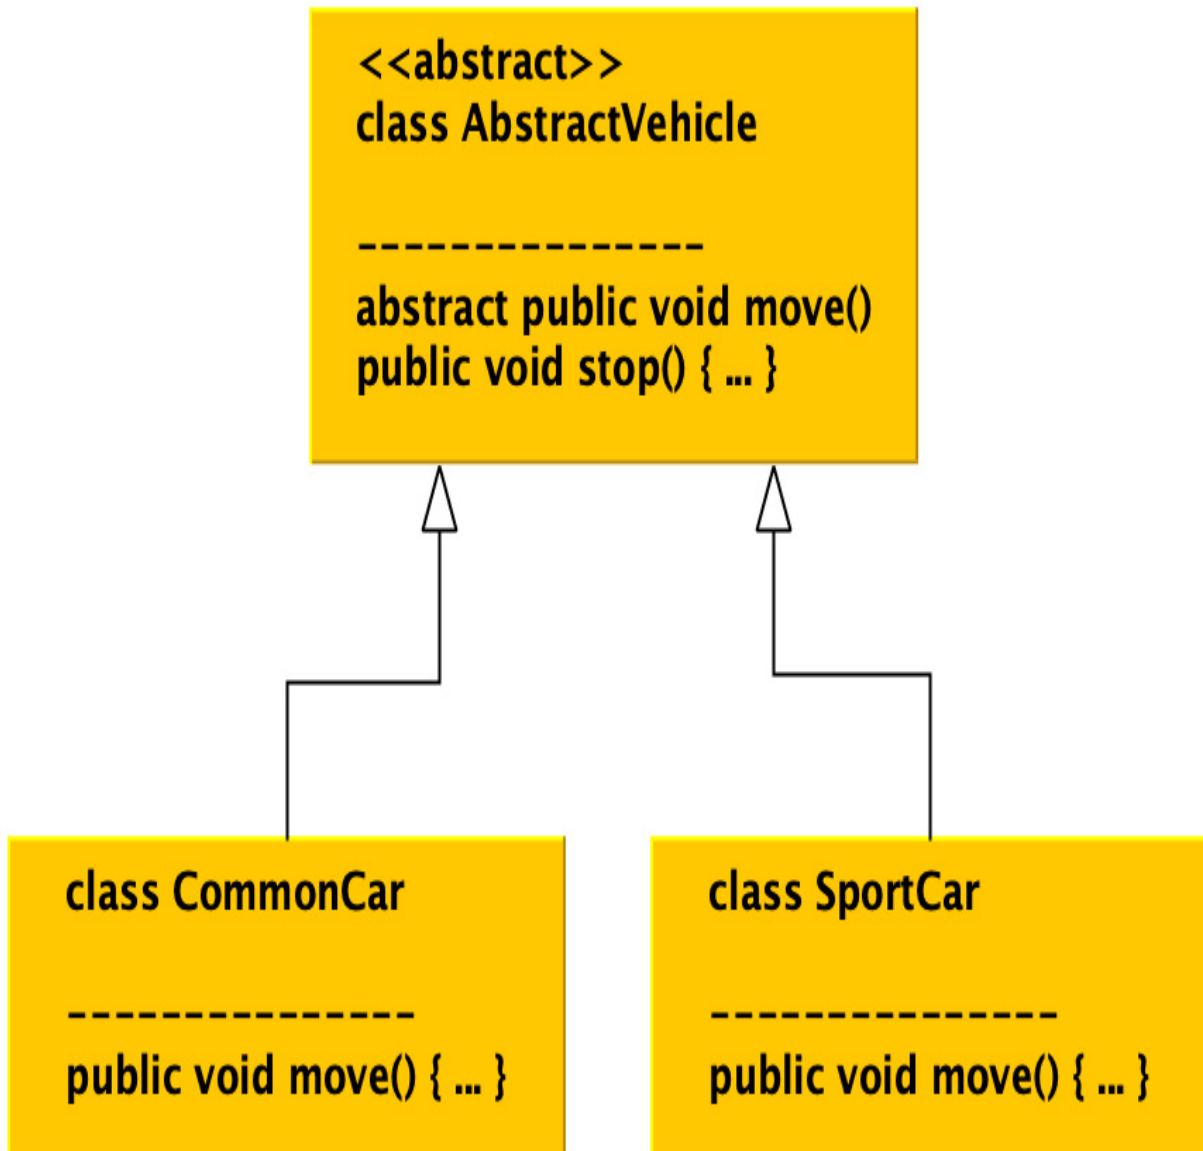 <<abstract>>
class AbstractVehicle
---------------
abstract public void move()
public void stop() { ... }
class CommonCar
---------------
public void move() { ... }
class SportCar
---------------
public void move() { ... }